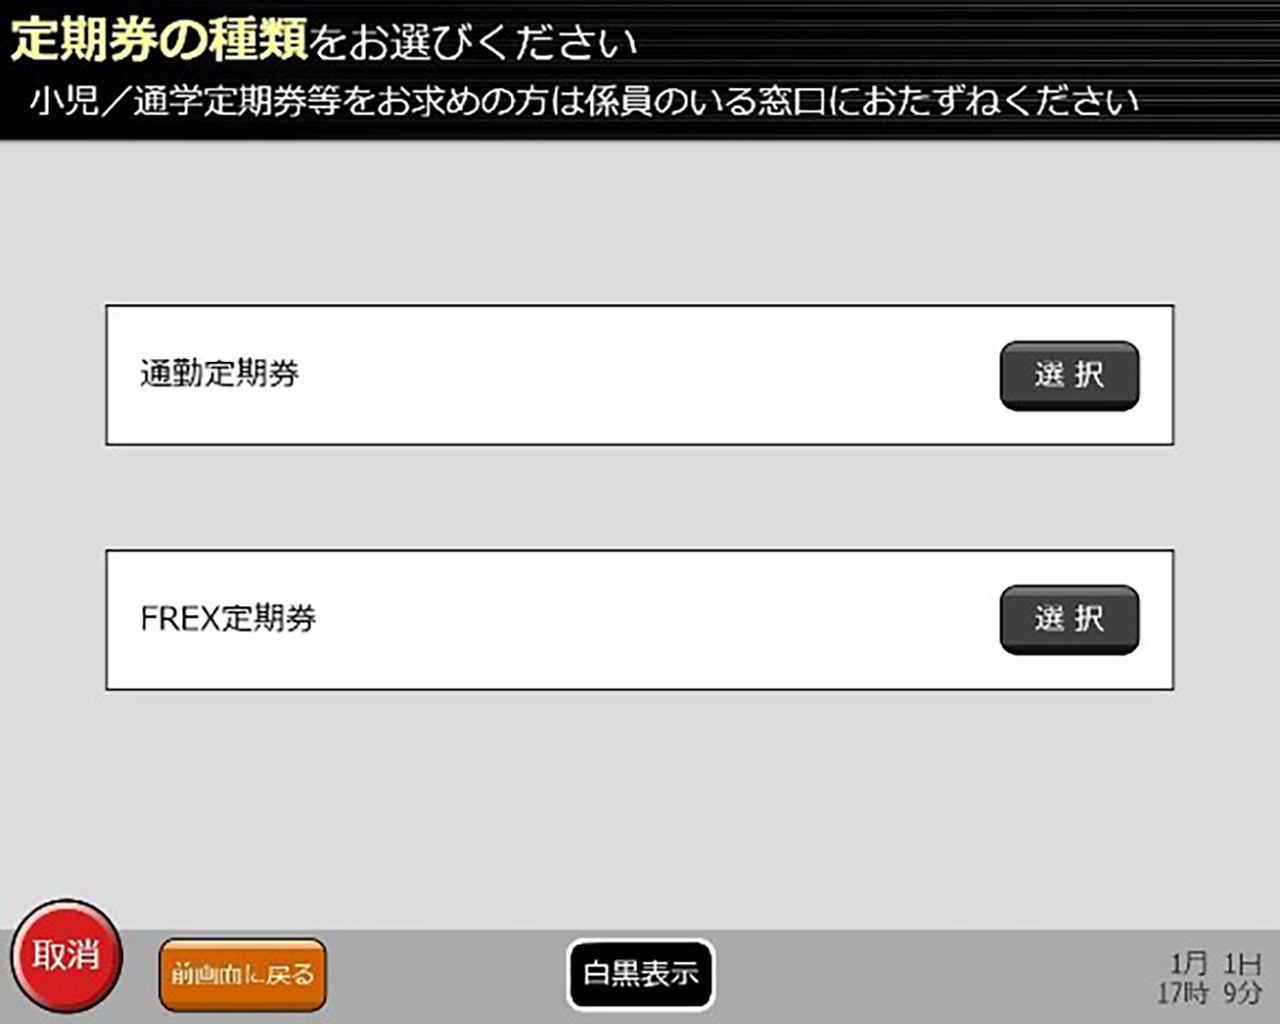 定期券の種類をお選びください
小児／通学定期券等をお求めの方は係員のいる窓口におたずねください
通勤定期券
選 択
FREX定期券
選 択
取消
前画面に戻る
白黒表示
1月 1日
17時 9分